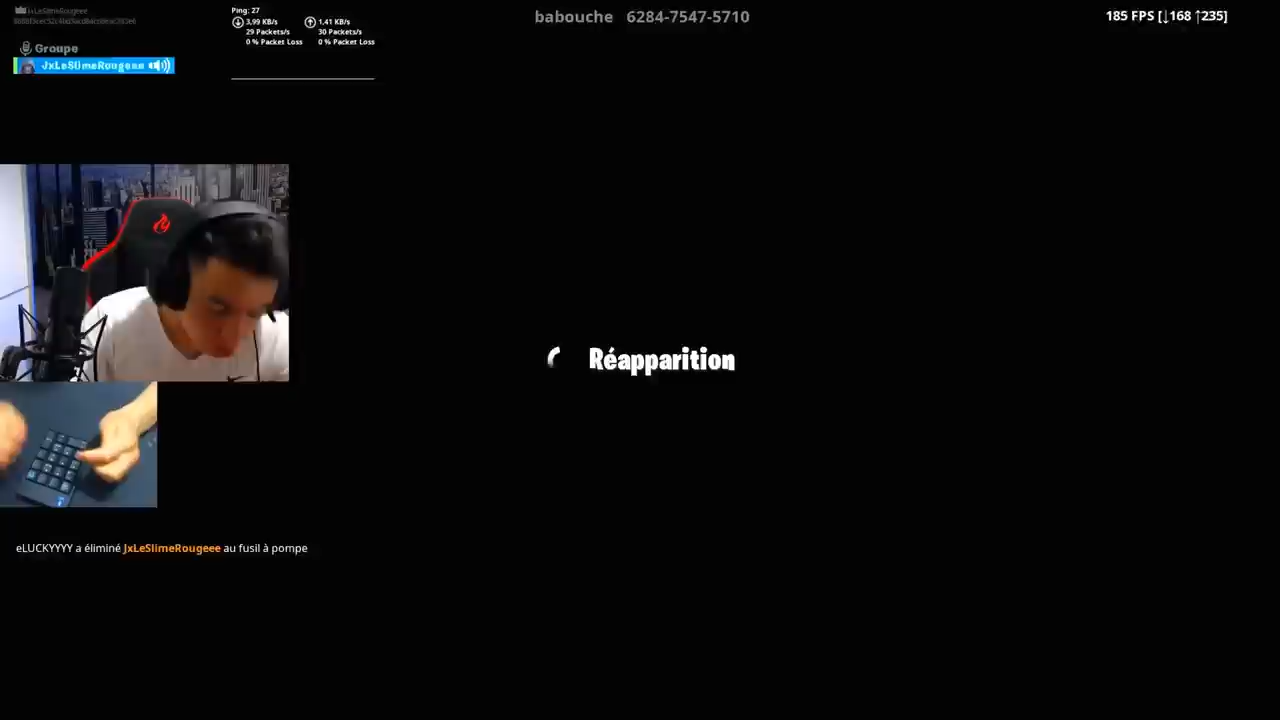 JxLeSlimeRougeee
Ping: 27
3,99 KB/s
1,41 KB/s
29 Packets/s
30 Packets/s
0 % Packet Loss
0 % Packet Loss
babouche 6284-7547-5710
185 FPS [↓168 ↑235]
Groupe
JxLeSlimeRougeee
Réapparition
eLUCKYYYY a éliminé JxLeSlimeRougeee au fusil à pompe